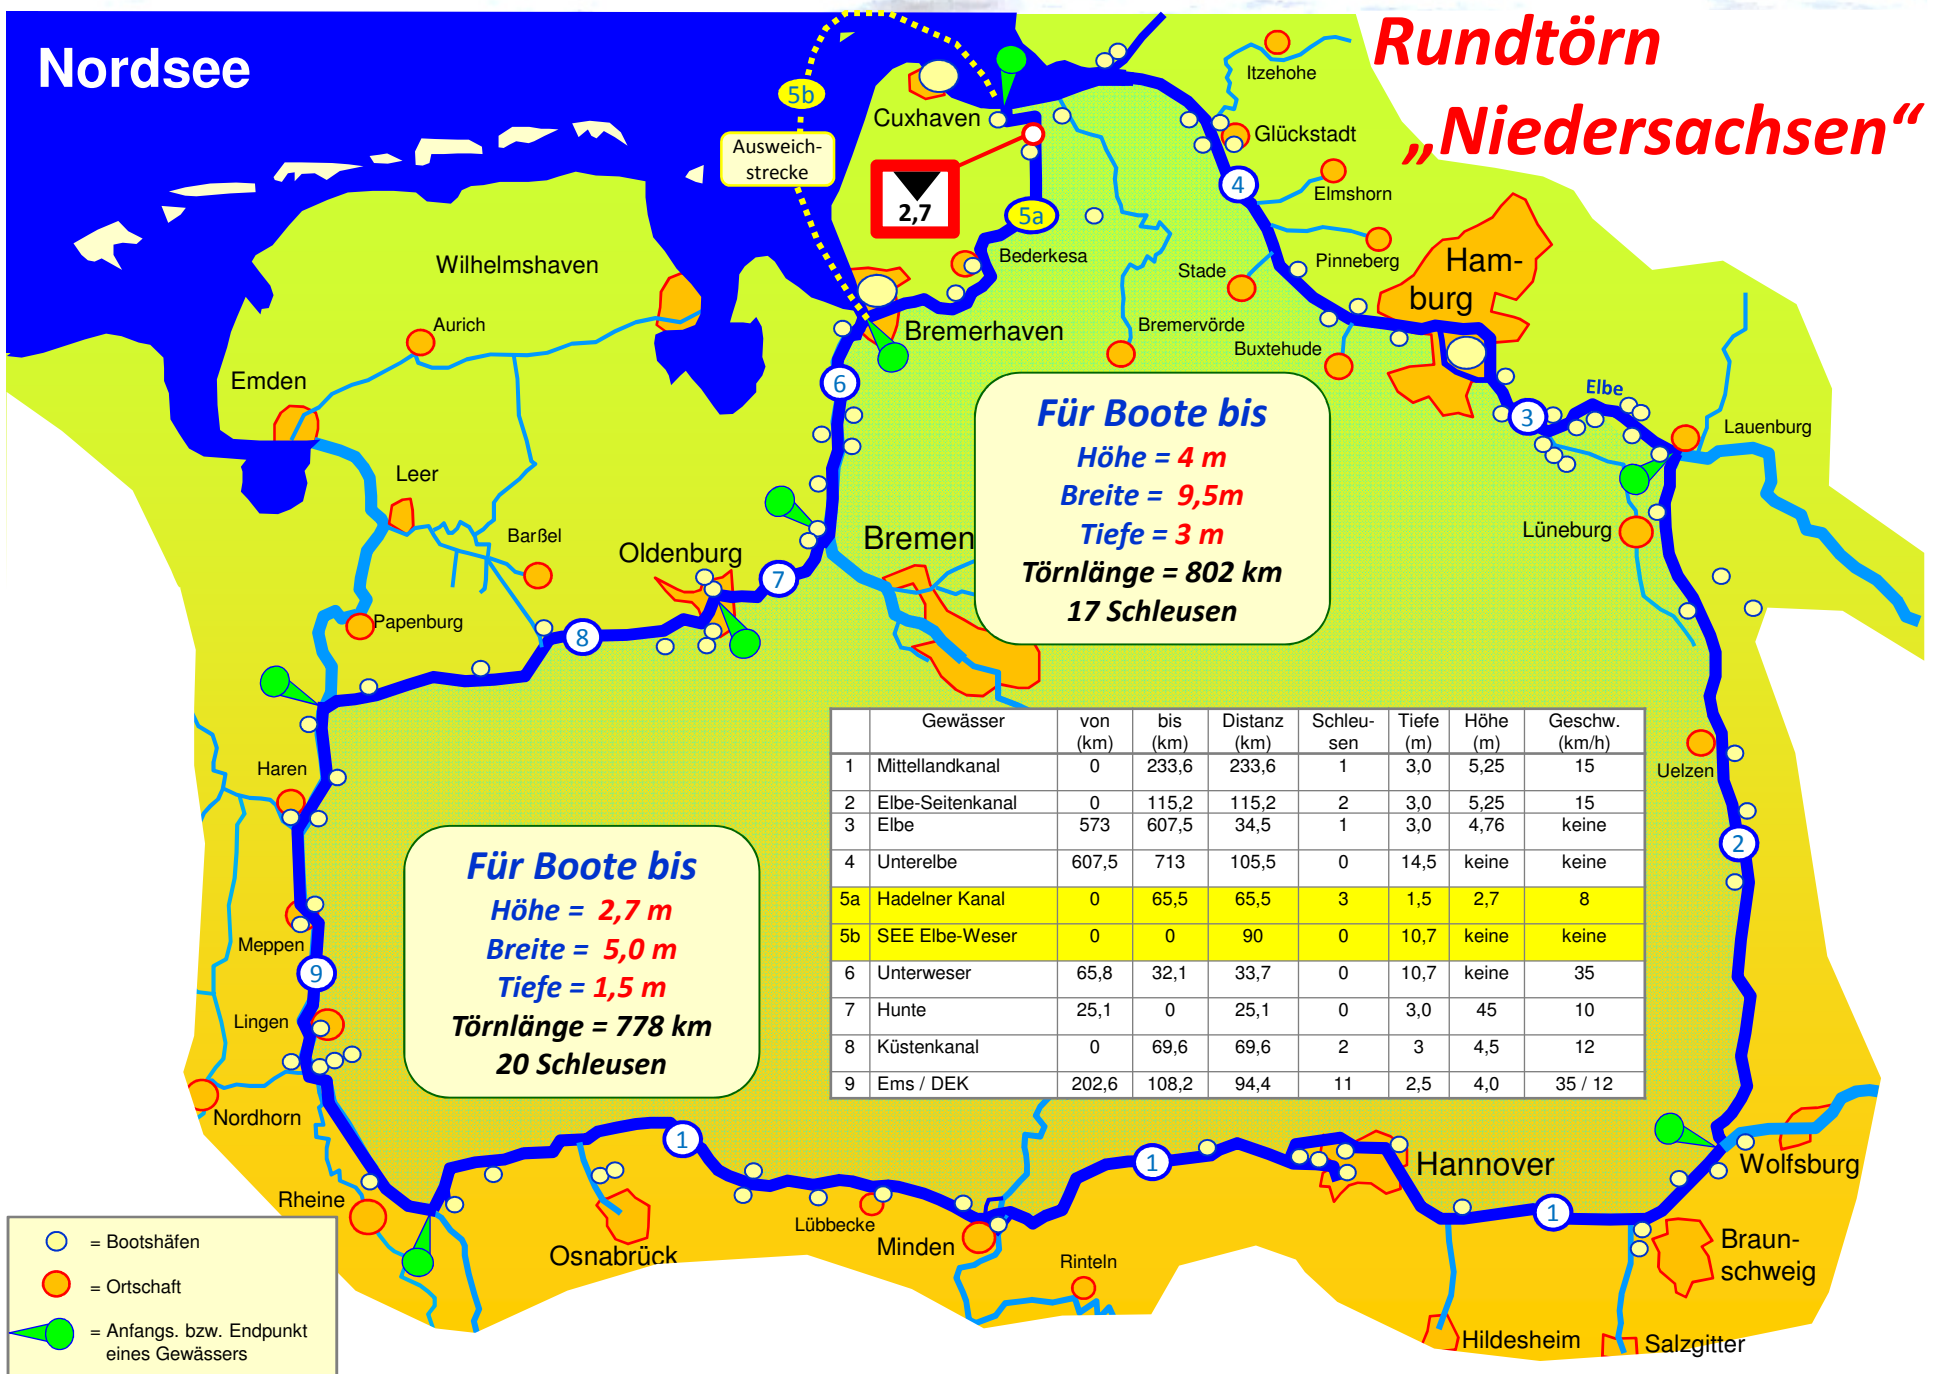 Rundtörn
„Niedersachsen“
Nordsee
5b
Ausweich-
strecke
Cuxhaven
2,7
5a
Bederkesa
Itzehohe
Glückstadt
4
Elmshorn
Pinneberg
Stade
Ham-
burg
Wilhelmshaven
Aurich
Bremerhaven
Bremervörde
Buxtehude
Emden
6
Elbe
3
Lauenburg
Leer
Barßel
Oldenburg
Bremen
Lüneburg
7
8
Papenburg
Für Boote bis
Höhe = 4 m
Breite = 9,5m
Tiefe = 3 m
Törnlänge = 802 km
17 Schleusen
Haren
Uelzen
2
Meppen
9
Lingen
Nordhorn
Für Boote bis
Höhe = 2,7 m
Breite = 5,0 m
Tiefe = 1,5 m
Törnlänge = 778 km
20 Schleusen
Gewässer von (km) bis (km) Distanz (km) Schleu-sen Tiefe (m) Höhe (m) Geschw. (km/h)
1 Mittellandkanal 0 233,6 233,6 1 3,0 5,25 15
2 Elbe-Seitenkanal 0 115,2 115,2 2 3,0 5,25 15
3 Elbe 573 607,5 34,5 1 3,0 4,76 keine
4 Unterelbe 607,5 713 105,5 0 14,5 keine keine
5a Hadelner Kanal 0 65,5 65,5 3 1,5 2,7 8
5b SEE Elbe-Weser 0 0 90 0 10,7 keine keine
6 Unterweser 65,8 32,1 33,7 0 10,7 keine 35
7 Hunte 25,1 0 25,1 0 3,0 45 10
8 Küstenkanal 0 69,6 69,6 2 3 4,5 12
9 Ems / DEK 202,6 108,2 94,4 11 2,5 4,0 35 / 12
1
1
1
Rheine
Osnabrück
Lübbecke
Minden
Rinteln
Hannover
Wolfsburg
Braun-
schweig
Hildesheim
Salzgitter
= Bootshäfen
= Ortschaft
= Anfangs. bzw. Endpunkt
eines Gewässers